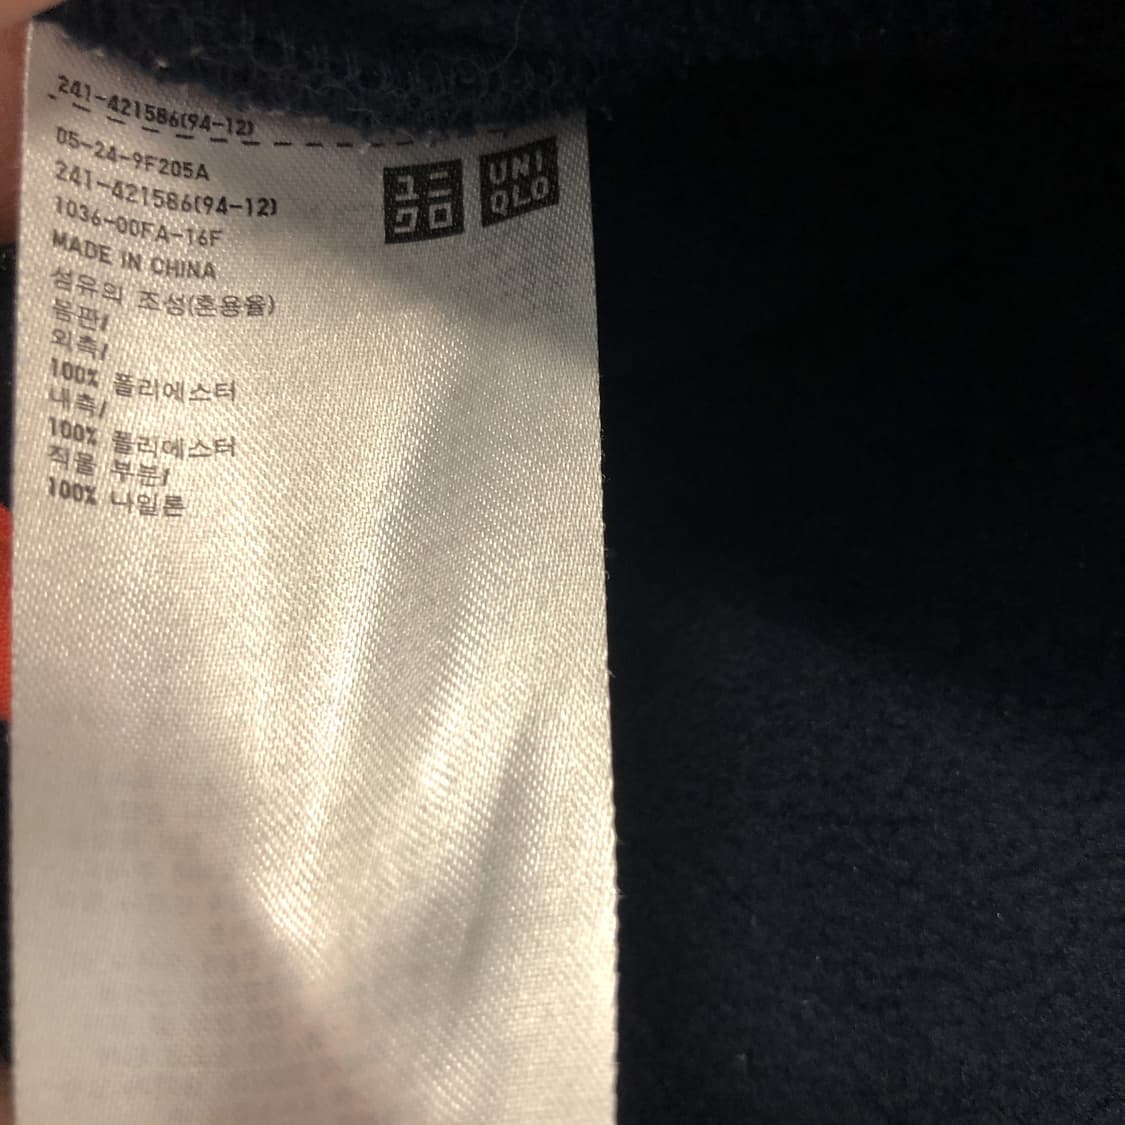 241-421586(94-12)
05-24-9F205A
241-421586(94-12)
1036-00FA-16F
MADE IN CHINA
섬유의 조성(혼용율)
몸판/
외측/
100% 폴리에스터
내측/
100% 폴리에스터
직물 부분/
100% 나일론
ユニ
クロ
UNI
QLO